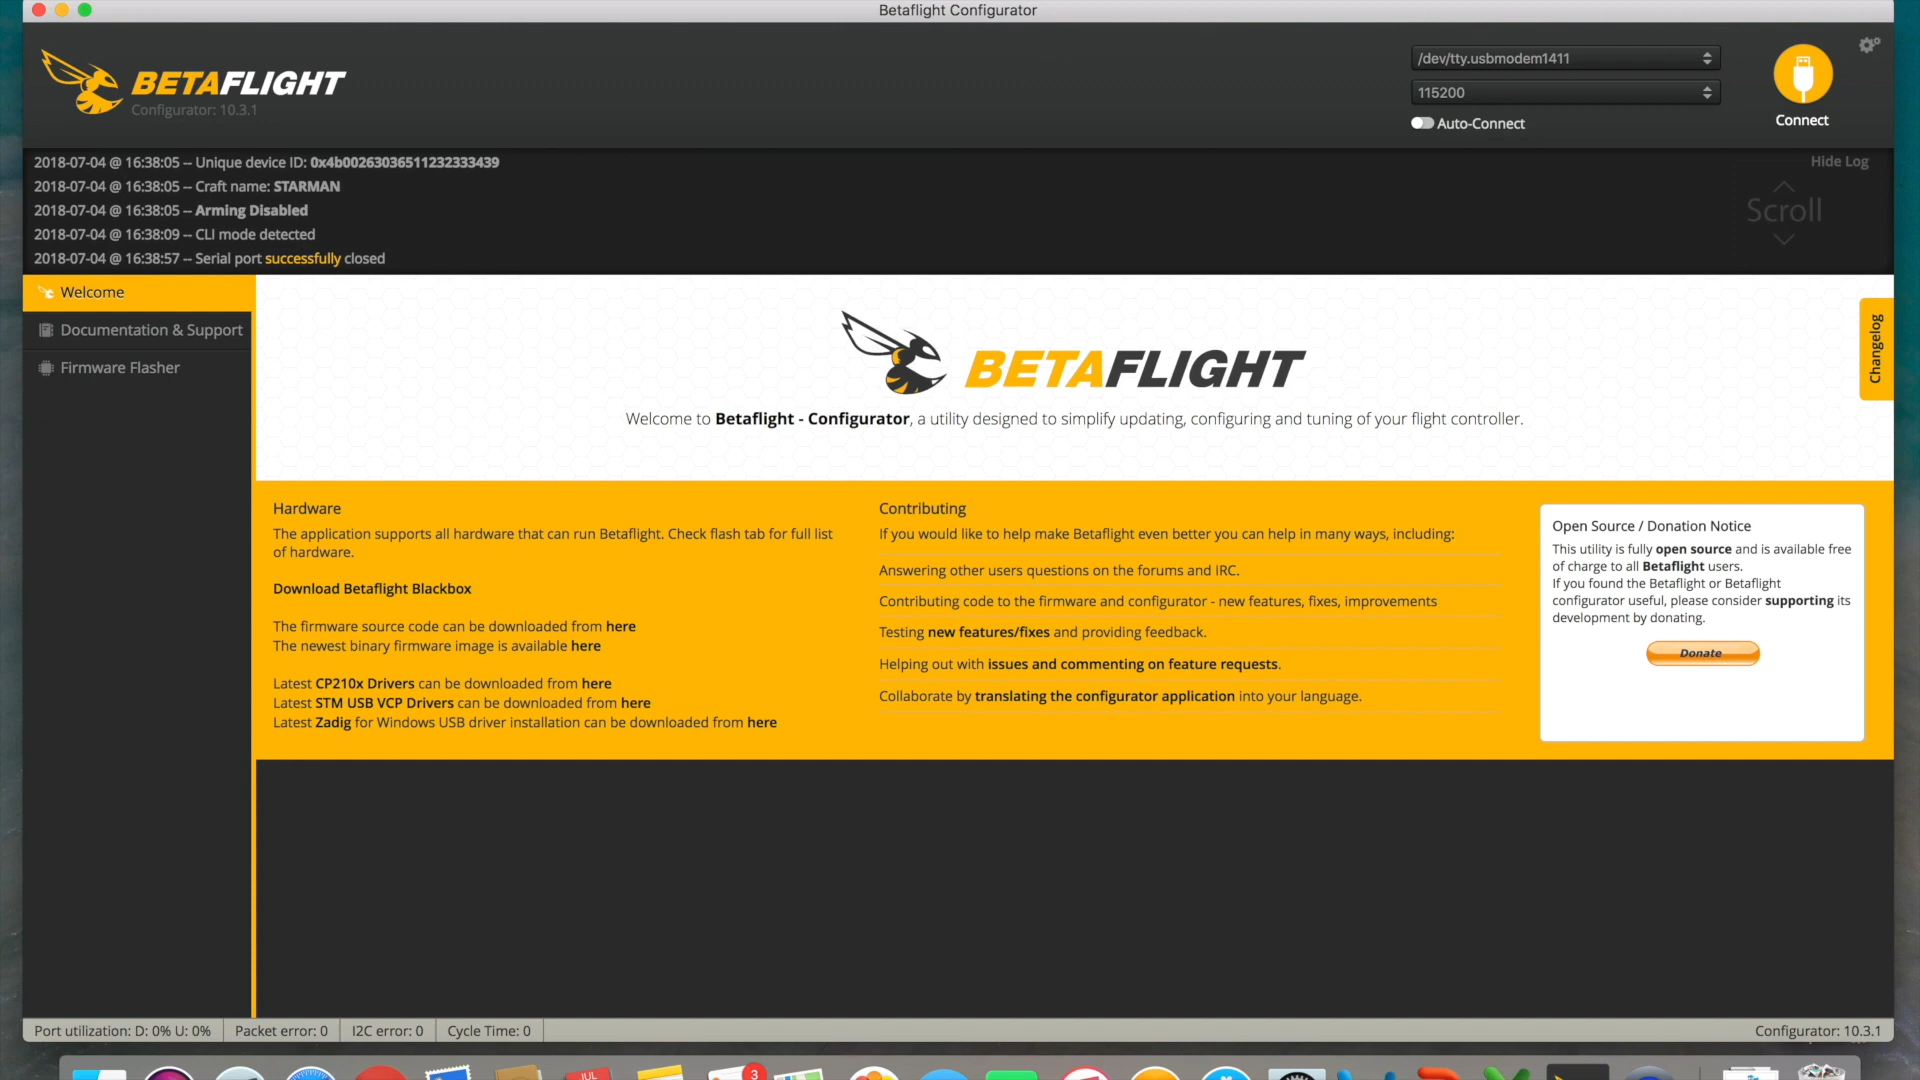 Betaflight Configurator
BETAFLIGHT
Configurator: 10.3.1
/dev/tty.usbmodem1411
115200
Auto-Connect
Connect
2018-07-04 @ 16:38:05 -- Unique device ID: 0x4b00263036511232333439
2018-07-04 @ 16:38:05 -- Craft name: STARMAN
2018-07-04 @ 16:38:05 -- Arming Disabled
2018-07-04 @ 16:38:09 -- CLI mode detected
2018-07-04 @ 16:38:57 -- Serial port successfully closed
Hide Log
Scroll
Welcome
Documentation & Support
Firmware Flasher
BETAFLIGHT
Welcome to Betaflight - Configurator, a utility designed to simplify updating, configuring and tuning of your flight controller.
Changelog
Hardware
The application supports all hardware that can run Betaflight. Check flash tab for full list
of hardware.
Download Betaflight Blackbox
The firmware source code can be downloaded from here
The newest binary firmware image is available here
Latest CP210x Drivers can be downloaded from here
Latest STM USB VCP Drivers can be downloaded from here
Latest Zadig for Windows USB driver installation can be downloaded from here
Contributing
If you would like to help make Betaflight even better you can help in many ways, including:
Answering other users questions on the forums and IRC.
Contributing code to the firmware and configurator - new features, fixes, improvements
Testing new features/fixes and providing feedback.
Helping out with issues and commenting on feature requests.
Collaborate by translating the configurator application into your language.
Open Source / Donation Notice
This utility is fully open source and is available free
of charge to all Betaflight users.
If you found the Betaflight or Betaflight
configurator useful, please consider supporting its
development by donating.
Donate
Port utilization: D: 0% U: 0%
Packet error: 0
I2C error: 0
Cycle Time: 0
Configurator: 10.3.1
JUL
3